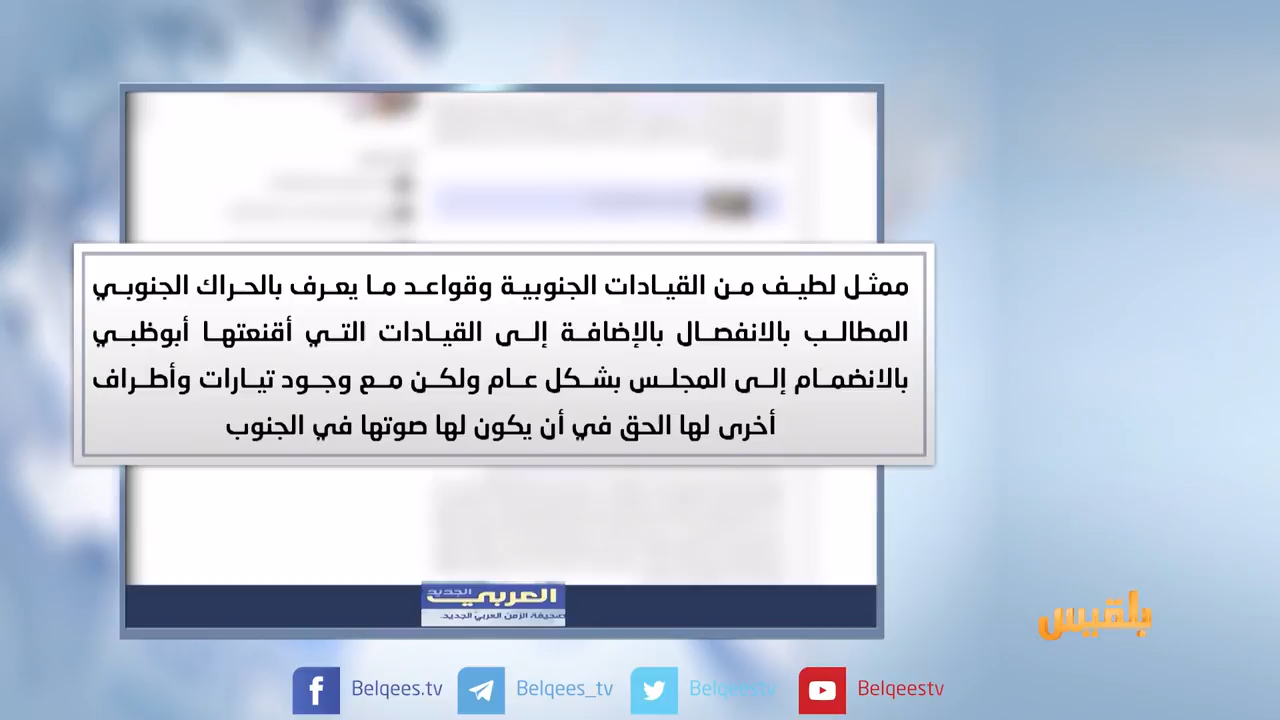 ممثل لطيف من القيادات الجنوبية وقواعد ما يعرف بالحراك الجنوبي
المطالب بالانفصال بالإضافة إلى القيادات التي أقنعتها أبوظبي
بالانضمام إلى المجلس بشكل عام ولكن مع وجود تيارات وأطراف
أخرى لها الحق في أن يكون لها صوتها في الجنوب
العربي الجديد
صحيفة الزمن العربيّ الجديد.
بلقيس
Belqees.tv
Belqees_tv
Belqeestv
Belqeestv